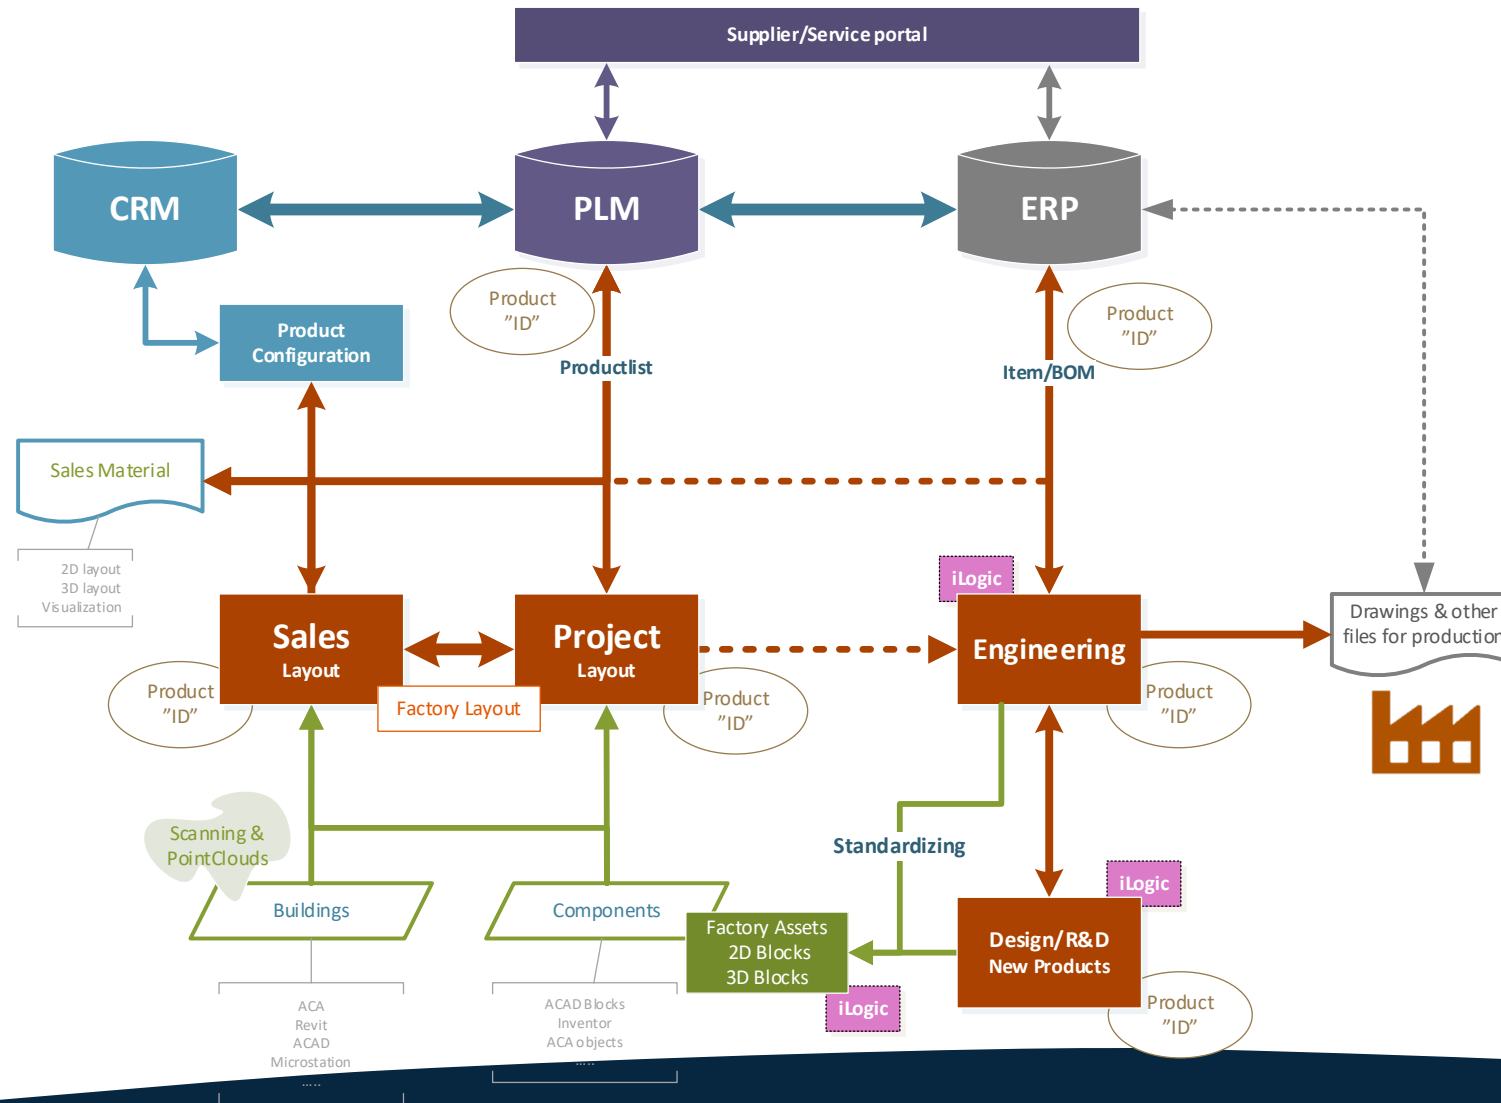 Supplier/Service portal
CRM
PLM
ERP
Product
”ID”
Product
”ID”
Product
Configuration
Productlist
Item/BOM
Sales Material
2D layout
3D layout
Visualization
iLogic
Sales
Layout
Project
Layout
Engineering
Drawings & other
files for production
Product
”ID”
Factory Layout
Product
”ID”
Product
”ID”
Scanning &
PointClouds
Standardizing
iLogic
Buildings
Components
Factory Assets
2D Blocks
3D Blocks
Design/R&D
New Products
iLogic
Product
”ID”
ACA
Revit
ACAD
Microstation
.....
ACAD Blocks
Inventor
ACA objects
.....